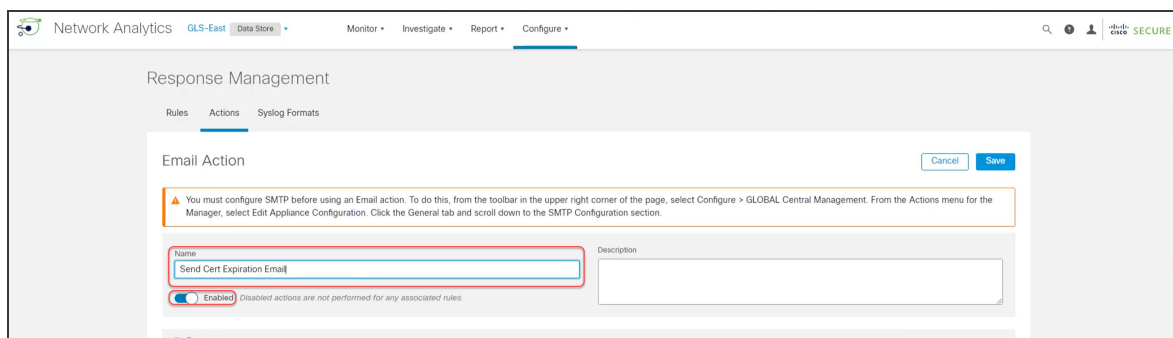 Network Analytics GLS-East Data Store Monitor Investigate Report Configure cisco SECURE
Response Management
Rules Actions Syslog Formats
Email Action Cancel Save
You must configure SMTP before using an Email action. To do this, from the toolbar in the upper right corner of the page, select Configure > GLOBAL Central Management. From the Actions menu for the
Manager, select Edit Appliance Configuration. Click the General tab and scroll down to the SMTP Configuration section.
Name Description
Send Cert Expiration Email
Enabled Disabled actions are not performed for any associated rules.